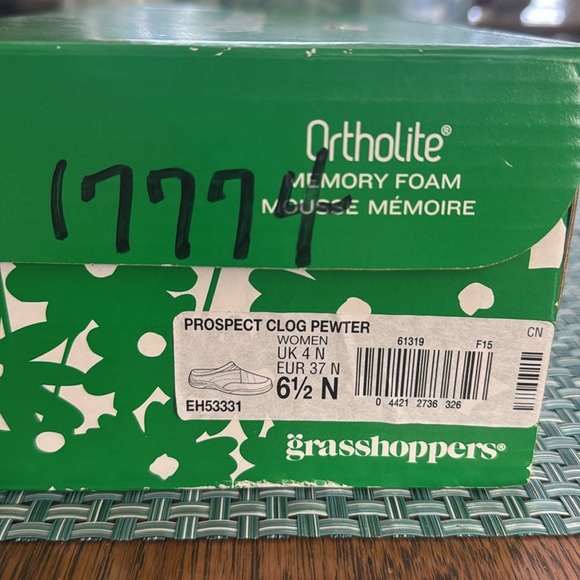 Ortholite®
MEMORY FOAM
MOUSSE MÉMOIRE
17774
PROSPECT CLOG PEWTER
WOMEN
UK 4 N
EUR 37 N
6½ N
EH53331
61319 F15
0 4421 2736 326
CN
grasshoppers®